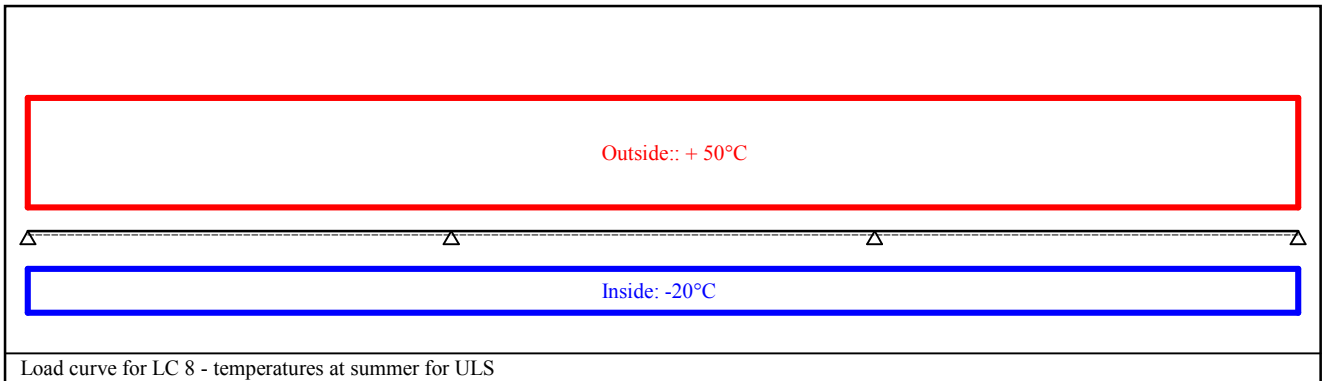 Outside:: + 50°C
Inside: -20°C
Load curve for LC 8 - temperatures at summer for ULS